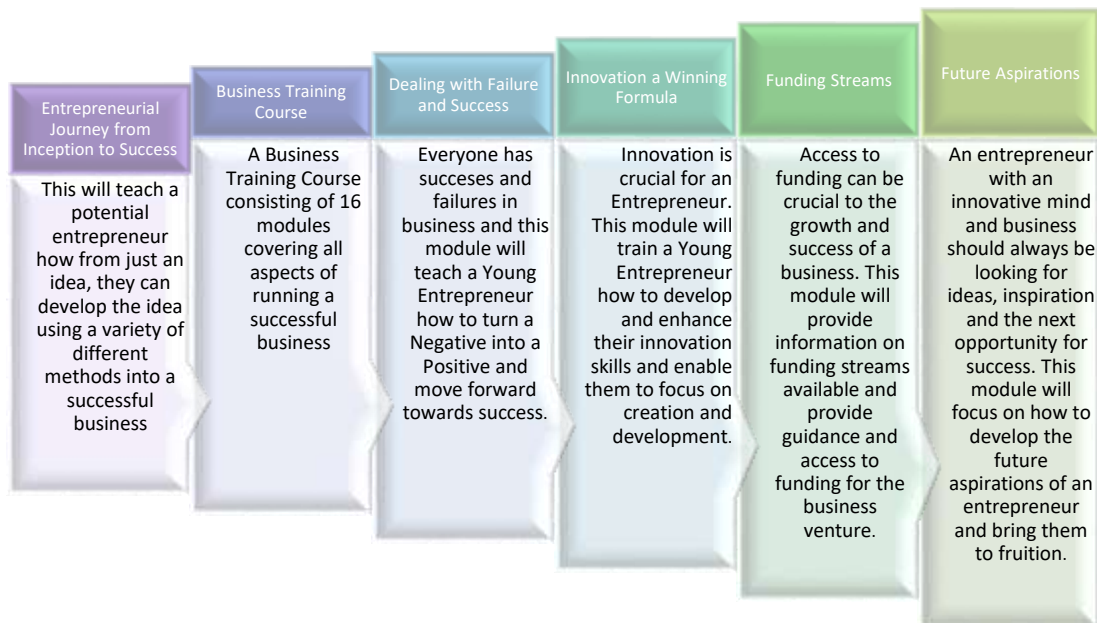 Entrepreneurial
Journey from
Inception to Success
This will teach a
potential
entrepreneur
how from just an
idea, they can
develop the idea
using a variety of
different
methods into a
successful
business
Business Training
Course
A Business
Training Course
consisting of 16
modules
covering all
aspects of
running a
successful
business
Dealing with Failure
and Success
Everyone has
succeses and
failures in
business and this
module will
teach a Young
Entrepreneur
how to turn a
Negative into a
Positive and
move forward
towards success.
Innovation a Winning
Formula
Innovation is
crucial for an
Entrepreneur.
This module will
train a Young
Entrepreneur
how to develop
and enhance
their innovation
skills and enable
them to focus on
creation and
development.
Funding Streams
Access to
funding can be
crucial to the
growth and
success of a
business. This
module will
provide
information on
funding streams
available and
provide
guidance and
access to
funding for the
business
venture.
Future Aspirations
An entrepreneur
with an
innovative mind
and business
should always be
looking for
ideas, inspiration
and the next
opportunity for
success. This
module will
focus on how to
develop the
future
aspirations of an
entrepreneur
and bring them
to fruition.